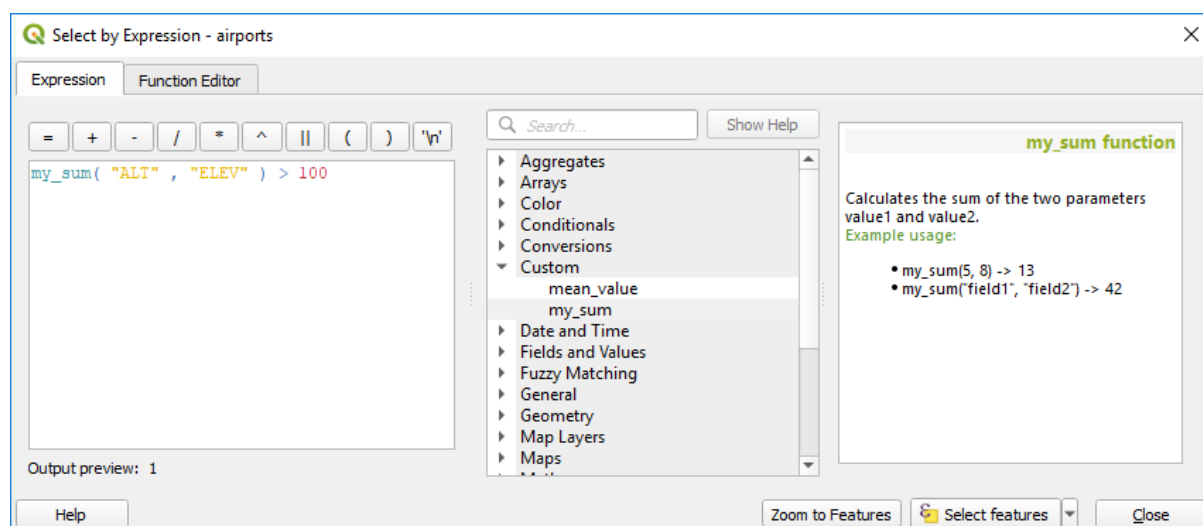 Select by Expression - airports
Expression
Function Editor
= + - / * ^ || ( ) '\n'
my_sum( "ALT" , "ELEV" ) > 100
Output preview: 1
Search...
Show Help
Aggregates
Arrays
Color
Conditionals
Conversions
Custom
mean_value
my_sum
Date and Time
Fields and Values
Fuzzy Matching
General
Geometry
Map Layers
Maps
my_sum function
Calculates the sum of the two parameters
value1 and value2.
Example usage:
• my_sum(5, 8) -> 13
• my_sum("field1", "field2") -> 42
Help
Zoom to Features
Select features
Close